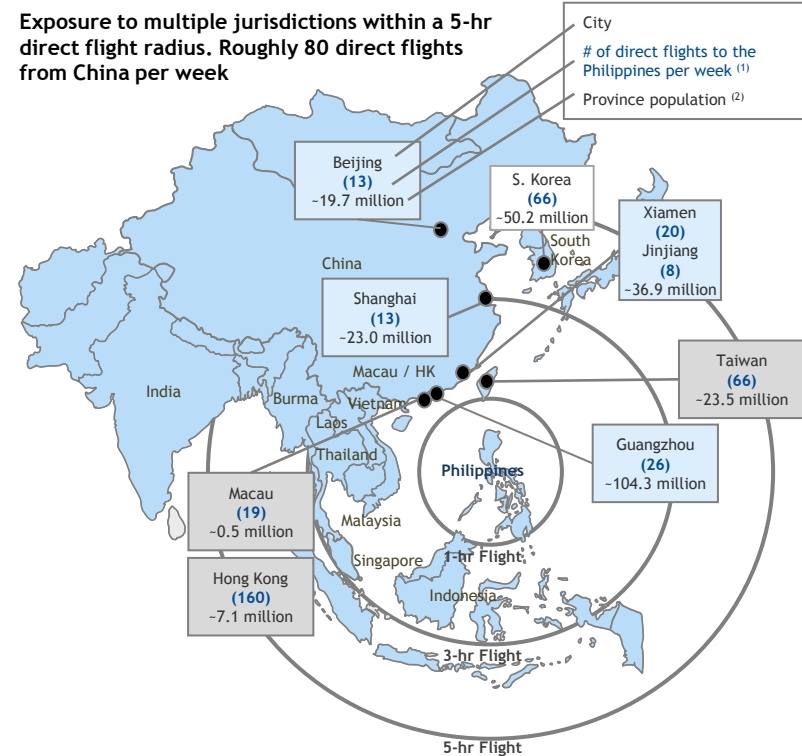 Exposure to multiple jurisdictions within a 5-hr
direct flight radius. Roughly 80 direct flights
from China per week
City
# of direct flights to the
Philippines per week (1)
Province population (2)
Beijing
(13)
~19.7 million
S. Korea
(66)
~50.2 million
Xiamen
(20)
Jinjiang
(8)
~36.9 million
South
Korea
China
Shanghai
(13)
~23.0 million
Macau / HK
Taiwan
(66)
~23.5 million
India
Burma
Vietnam
Laos
Thailand
Guangzhou
(26)
~104.3 million
Philippines
Macau
(19)
~0.5 million
Malaysia
1-hr Flight
Singapore
Hong Kong
(160)
~7.1 million
Indonesia
3-hr Flight
5-hr Flight